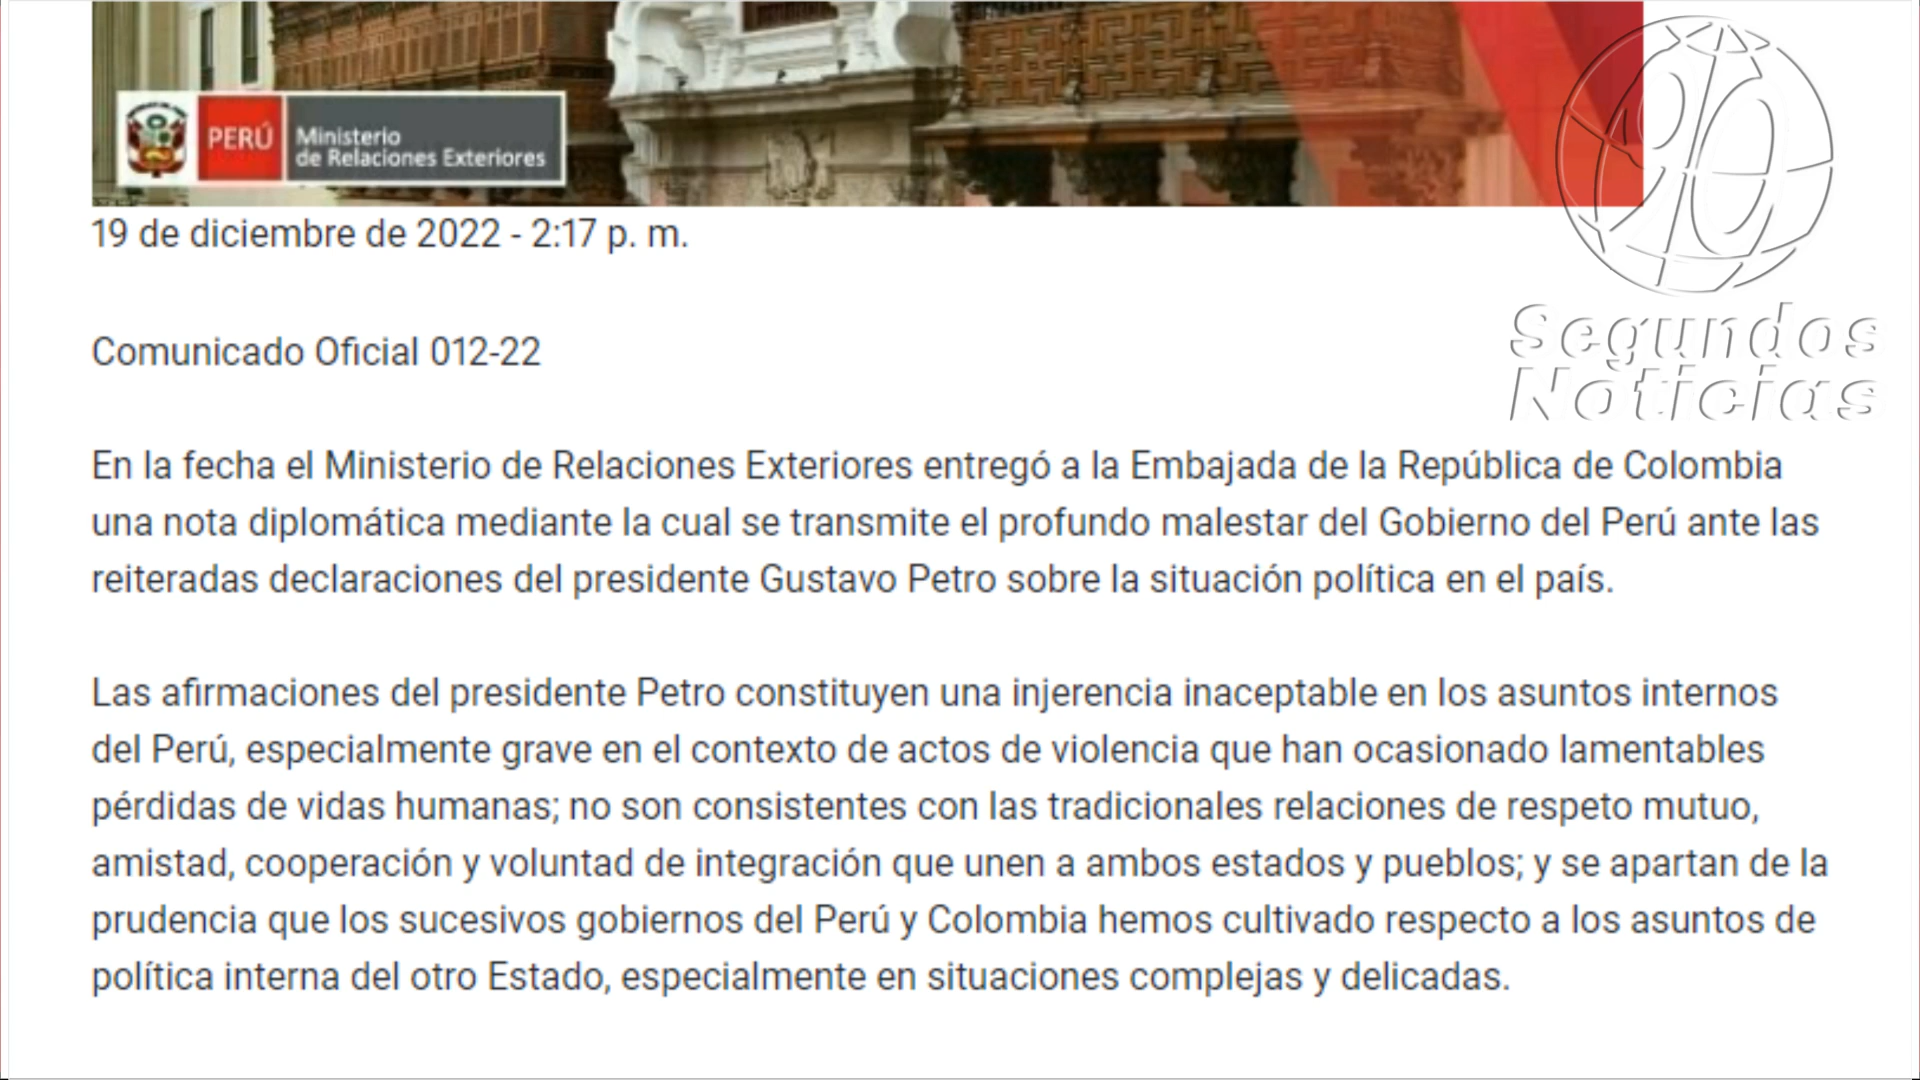 PERÚ
Ministerio
de Relaciones Exteriores
90
Segundos
Noticias
19 de diciembre de 2022 - 2:17 p. m.
Comunicado Oficial 012-22
En la fecha el Ministerio de Relaciones Exteriores entregó a la Embajada de la República de Colombia
una nota diplomática mediante la cual se transmite el profundo malestar del Gobierno del Perú ante las
reiteradas declaraciones del presidente Gustavo Petro sobre la situación política en el país.
Las afirmaciones del presidente Petro constituyen una injerencia inaceptable en los asuntos internos
del Perú, especialmente grave en el contexto de actos de violencia que han ocasionado lamentables
pérdidas de vidas humanas; no son consistentes con las tradicionales relaciones de respeto mutuo,
amistad, cooperación y voluntad de integración que unen a ambos estados y pueblos; y se apartan de la
prudencia que los sucesivos gobiernos del Perú y Colombia hemos cultivado respecto a los asuntos de
política interna del otro Estado, especialmente en situaciones complejas y delicadas.